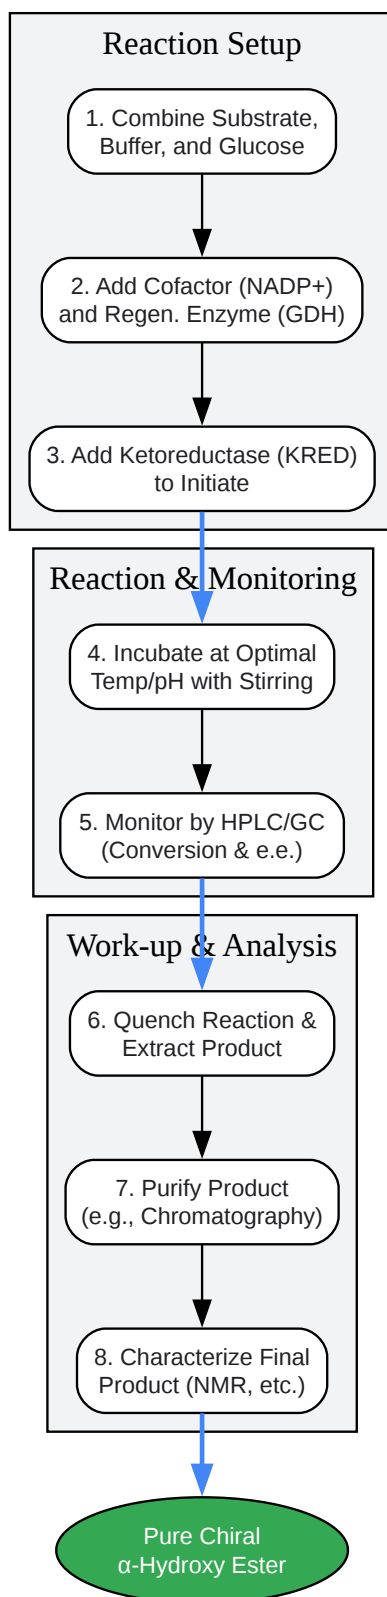 Reaction Setup
1. Combine Substrate,
Buffer, and Glucose
2. Add Cofactor (NADP+)
and Regen. Enzyme (GDH)
3. Add Ketoreductase (KRED)
to Initiate
Reaction & Monitoring
4. Incubate at Optimal
Temp/pH with Stirring
5. Monitor by HPLC/GC
(Conversion & e.e.)
Work-up & Analysis
6. Quench Reaction &
Extract Product
7. Purify Product
(e.g., Chromatography)
8. Characterize Final
Product (NMR, etc.)
Pure Chiral
α-Hydroxy Ester